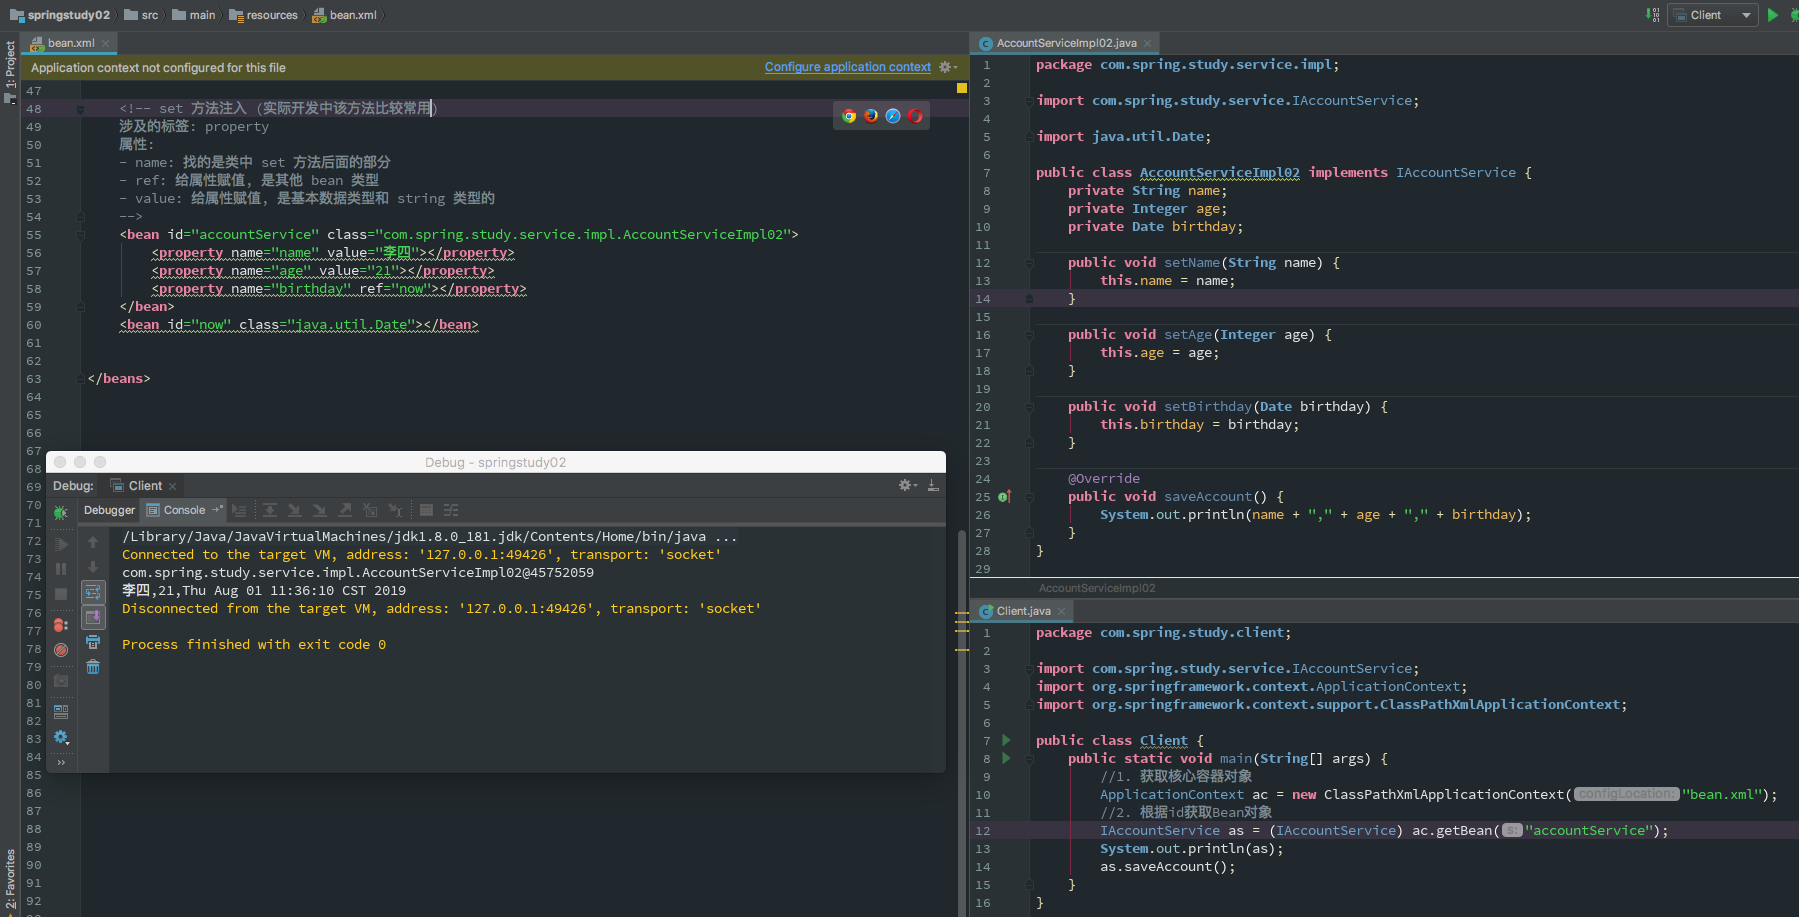 springstudy02 src main resources bean.xml
Client
1: Project
2: Favorites
bean.xml
Application context not configured for this file
Configure application context
47
48 <!-- set 方法注入 (实际开发中该方法比较常用)
49 涉及的标签: property
50 属性:
51 - name: 找的是类中 set 方法后面的部分
52 - ref: 给属性赋值, 是其他 bean 类型
53 - value: 给属性赋值, 是基本数据类型和 string 类型的
54 -->
55 <bean id="accountService" class="com.spring.study.service.impl.AccountServiceImpl02">
56 <property name="name" value="李四"></property>
57 <property name="age" value="21"></property>
58 <property name="birthday" ref="now"></property>
59 </bean>
60 <bean id="now" class="java.util.Date"></bean>
61
62
63 </beans>
64
65
66
67
68
69
70
71
72
73
74
75
76
77
78
79
80
81
82
83
84
85
86
87
88
89
90
91
92
Debug - springstudy02
Debug: Client
Debugger Console
/Library/Java/JavaVirtualMachines/jdk1.8.0_181.jdk/Contents/Home/bin/java ...
Connected to the target VM, address: '127.0.0.1:49426', transport: 'socket'
com.spring.study.service.impl.AccountServiceImpl02@45752059
李四,21,Thu Aug 01 11:36:10 CST 2019
Disconnected from the target VM, address: '127.0.0.1:49426', transport: 'socket'
Process finished with exit code 0
AccountServiceImpl02.java
1 package com.spring.study.service.impl;
2
3 import com.spring.study.service.IAccountService;
4
5 import java.util.Date;
6
7 public class AccountServiceImpl02 implements IAccountService {
8 private String name;
9 private Integer age;
10 private Date birthday;
11
12 public void setName(String name) {
13 this.name = name;
14 }
15
16 public void setAge(Integer age) {
17 this.age = age;
18 }
19
20 public void setBirthday(Date birthday) {
21 this.birthday = birthday;
22 }
23
24 @Override
25 public void saveAccount() {
26 System.out.println(name + "," + age + "," + birthday);
27 }
28 }
29
AccountServiceImpl02
Client.java
1 package com.spring.study.client;
2
3 import com.spring.study.service.IAccountService;
4 import org.springframework.context.ApplicationContext;
5 import org.springframework.context.support.ClassPathXmlApplicationContext;
6
7 public class Client {
8 public static void main(String[] args) {
9 //1. 获取核心容器对象
10 ApplicationContext ac = new ClassPathXmlApplicationContext( configLocation: "bean.xml");
11 //2. 根据id获取Bean对象
12 IAccountService as = (IAccountService) ac.getBean( s: "accountService");
13 System.out.println(as);
14 as.saveAccount();
15 }
16 }